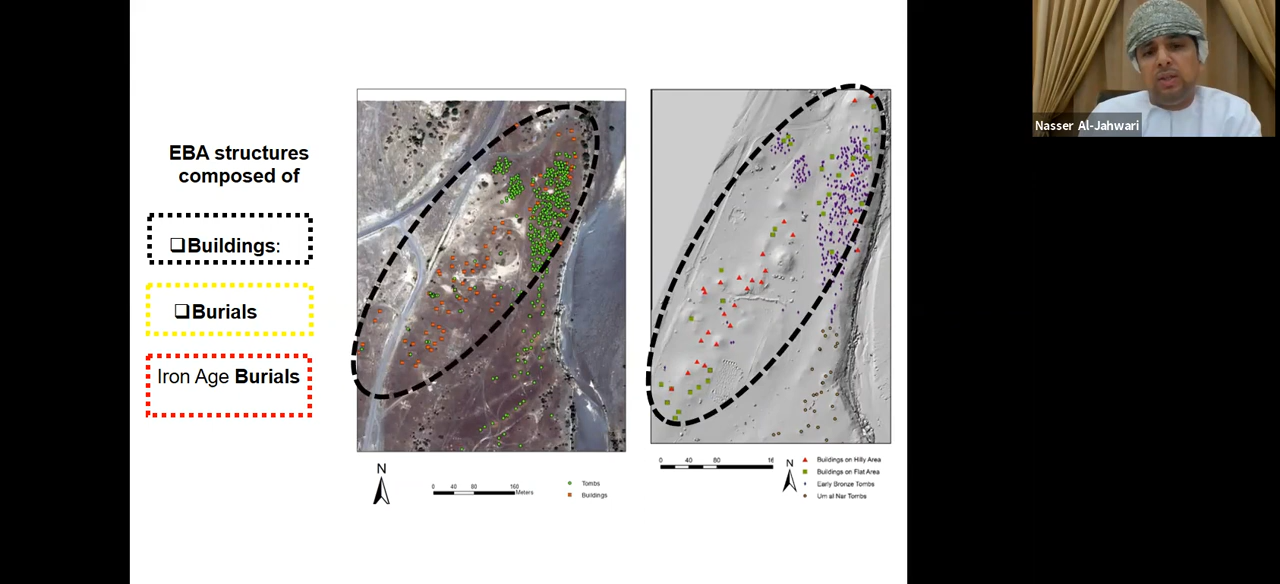 EBA structures
composed of
❑Buildings:
❑Burials
Iron Age Burials
N
0 40 80 160
Meters
Tombs
Buildings
0 40 80 16
N
Buildings on Hilly Area
Buildings on Flat Area
Early Bronze Tombs
Um al Nar Tombs
Nasser Al-Jahwari